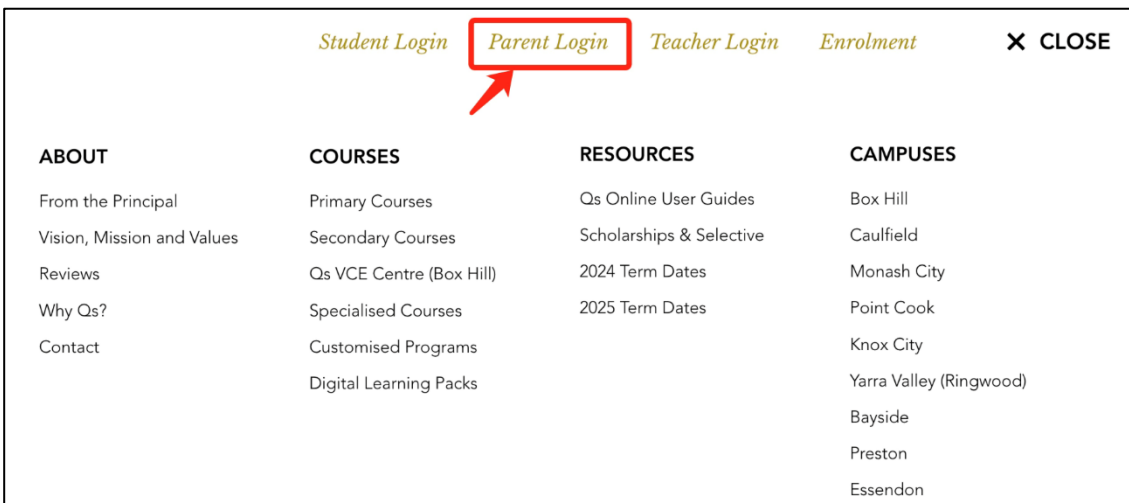 Student Login Parent Login Teacher Login Enrolment X CLOSE
ABOUT
From the Principal
Vision, Mission and Values
Reviews
Why Qs?
Contact
COURSES
Primary Courses
Secondary Courses
Qs VCE Centre (Box Hill)
Specialised Courses
Customised Programs
Digital Learning Packs
RESOURCES
Qs Online User Guides
Scholarships & Selective
2024 Term Dates
2025 Term Dates
CAMPUSES
Box Hill
Caulfield
Monash City
Point Cook
Knox City
Yarra Valley (Ringwood)
Bayside
Preston
Essendon